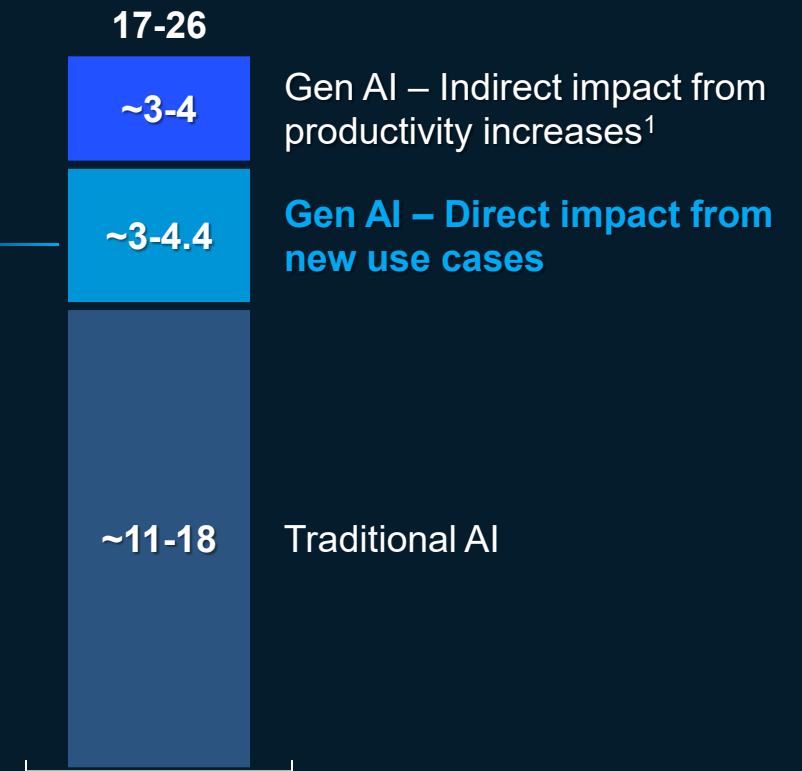 17-26
~3-4
Gen AI – Indirect impact from
productivity increases¹
~3-4.4
Gen AI – Direct impact from
new use cases
~11-18
Traditional AI